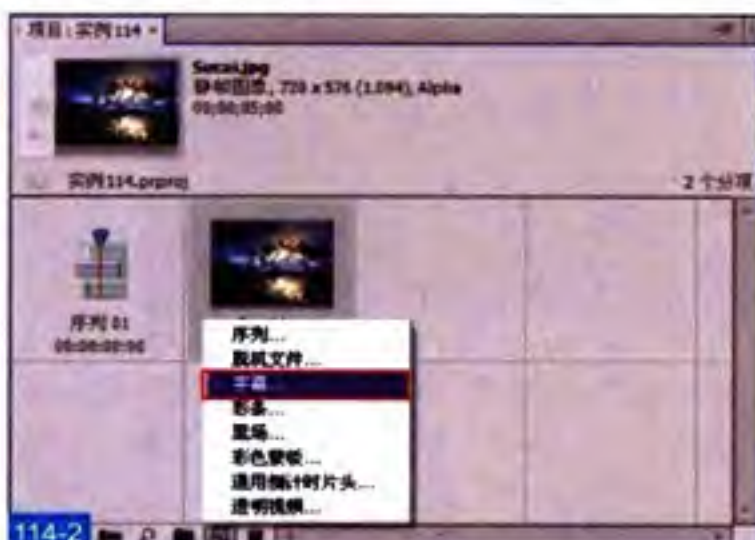 项目: 实例114
Sucai.jpg
静帧图像, 720 x 576 (1.094), Alpha
00;00;05;00
实例114.prproj
2 个分项
序列 01
00;00;00;00
序列...
脱机文件...
字幕...
彩条...
黑场...
彩色蒙板...
通用倒计时片头...
透明视频...
114-2